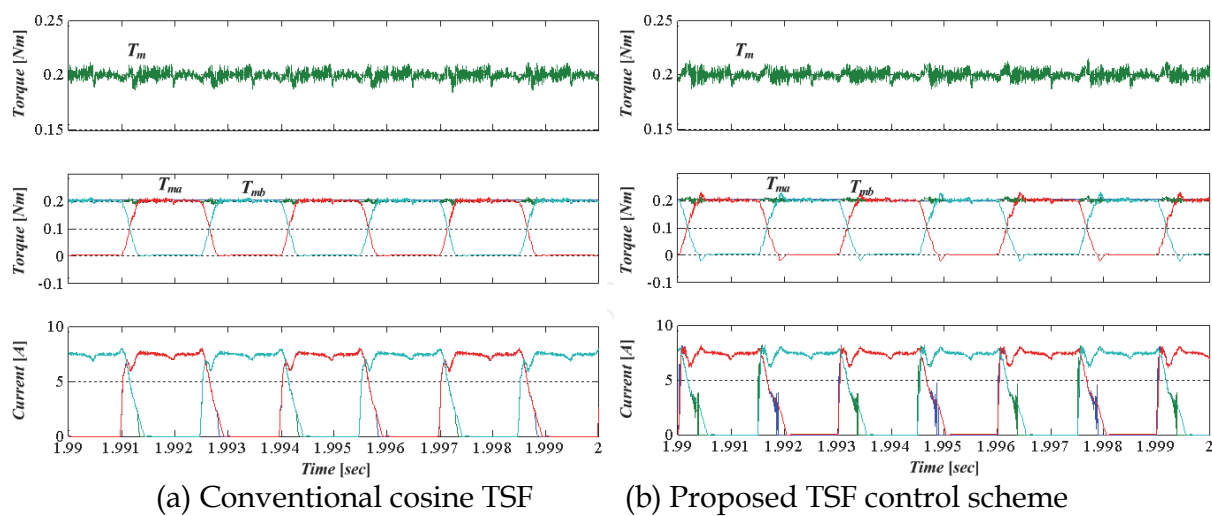 0.25
Torque [Nm]
Tm
0.2
0.15
Torque [Nm]
Tma
Tmb
0.2
0.1
0
-0.1
Current [A]
10
5
0
1.99 1.991 1.992 1.993 1.994 1.995 1.996 1.997 1.998 1.999 2
Time [sec]
(a) Conventional cosine TSF
0.25
Torque [Nm]
Tm
0.2
0.15
Torque [Nm]
Tma
Tmb
0.2
0.1
0
-0.1
Current [A]
10
5
0
1.99 1.991 1.992 1.993 1.994 1.995 1.996 1.997 1.998 1.999 2
Time [sec]
(b) Proposed TSF control scheme